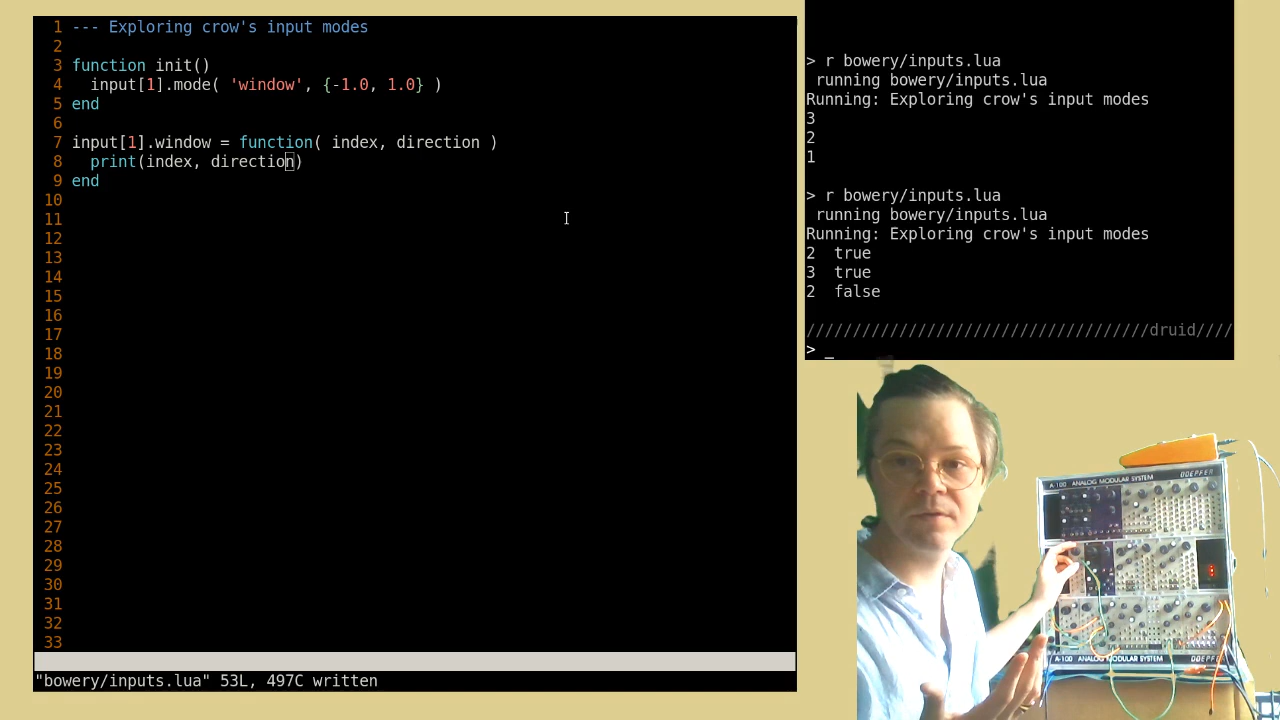 1 --- Exploring crow's input modes
2
3 function init()
4   input[1].mode( 'window', {-1.0, 1.0} )
5 end
6
7 input[1].window = function( index, direction )
8   print(index, direction)
9 end
10
11
12
13
14
15
16
17
18
19
20
21
22
23
24
25
26
27
28
29
30
31
32
33
"bowery/inputs.lua" 53L, 497C written
> r bowery/inputs.lua
 running bowery/inputs.lua
Running: Exploring crow's input modes
3
2
1
> r bowery/inputs.lua
 running bowery/inputs.lua
Running: Exploring crow's input modes
2  true
3  true
2  false
/////////////////////////////////////druid////
> _
A-100 ANALOG MODULAR SYSTEM DOEPFER
A-100 ANALOG MODULAR SYSTEM DOEPFER